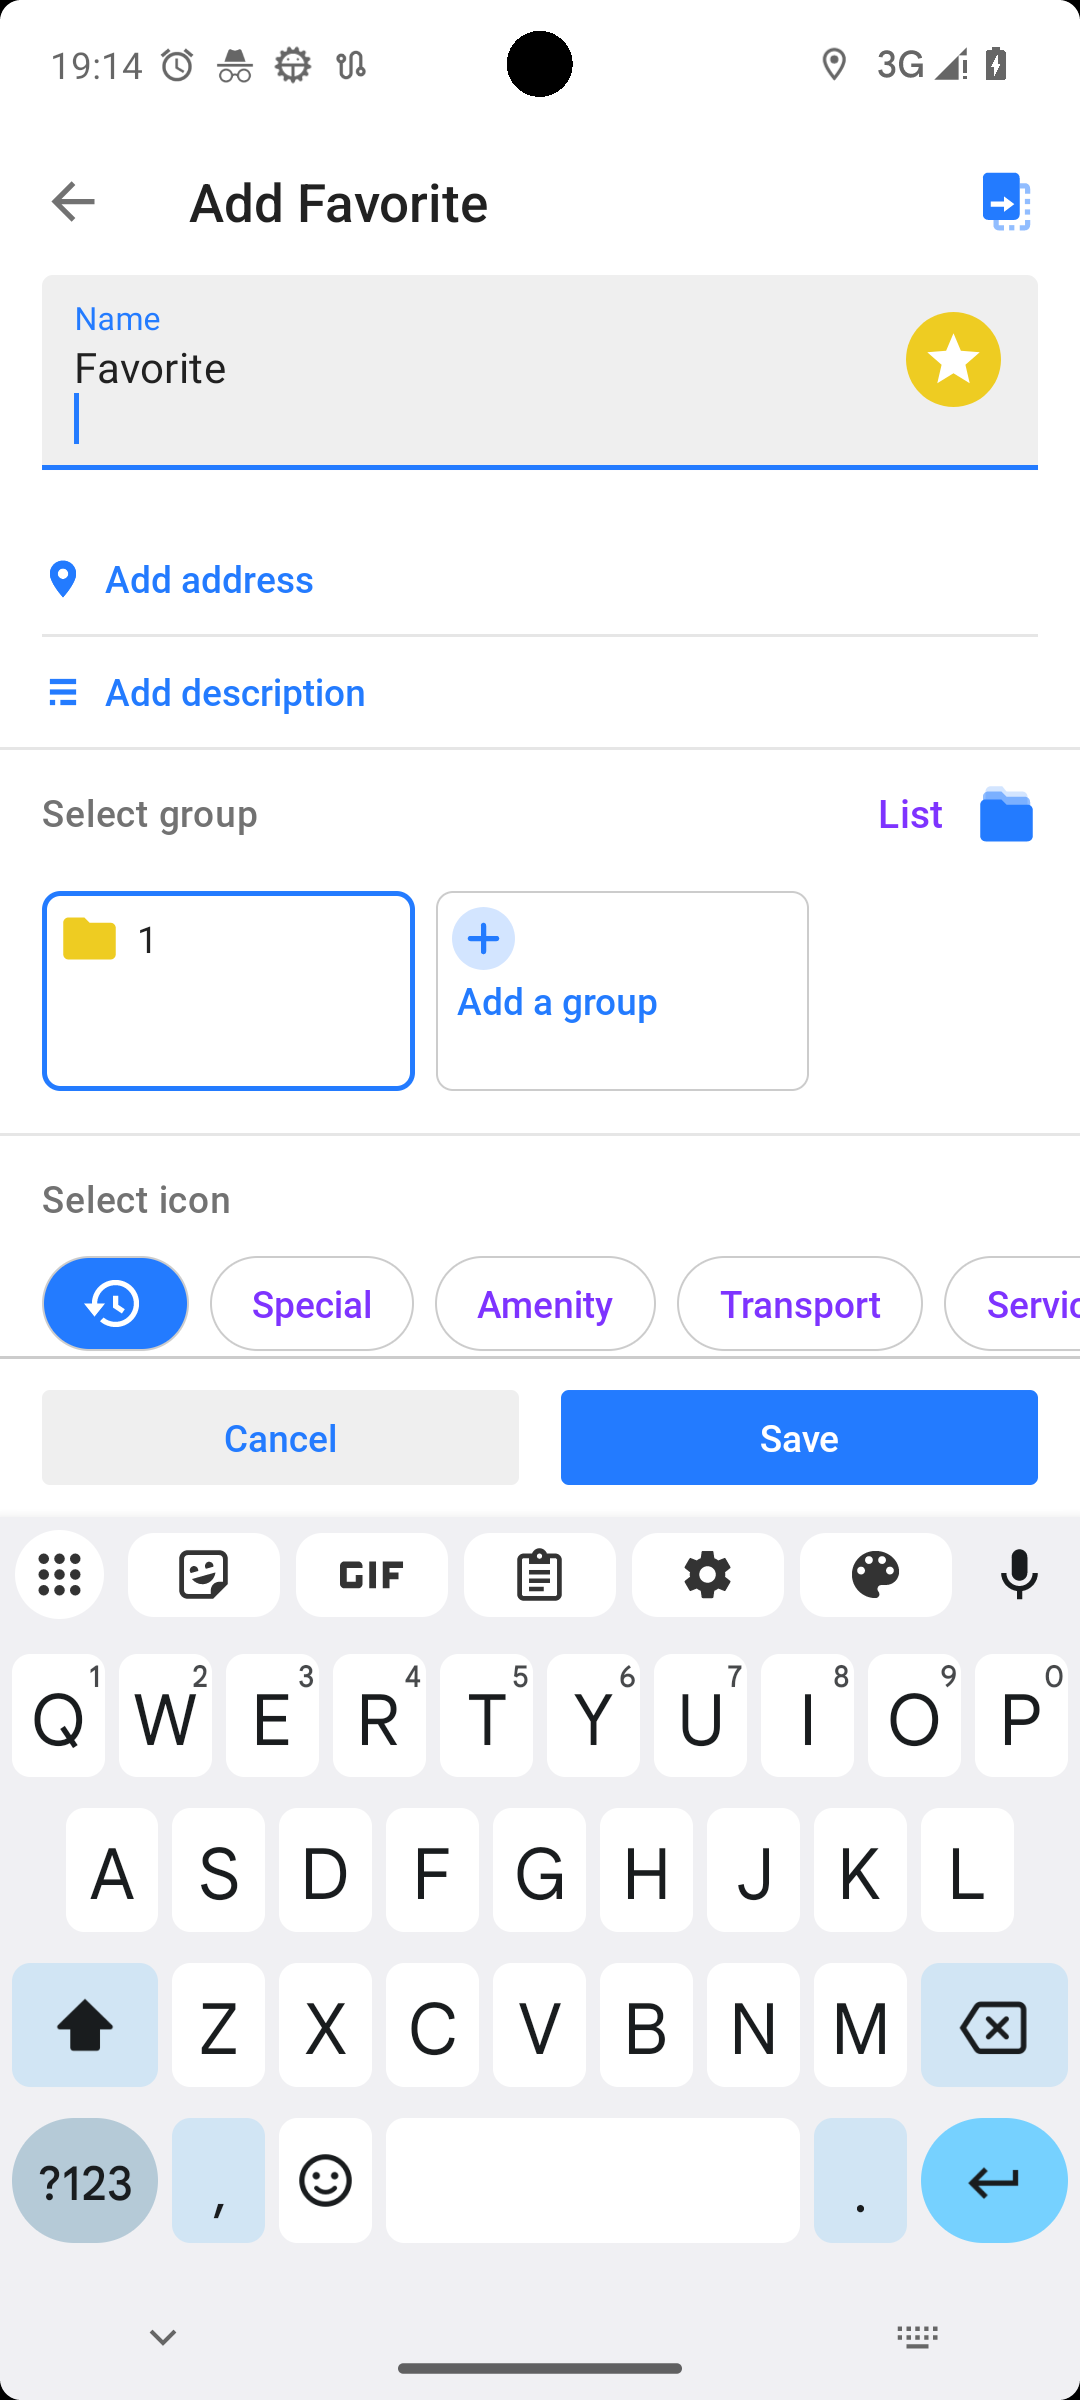 19:14
3G
Add Favorite
Name
Favorite
Add address
Add description
Select group
List
1
Add a group
Select icon
Special
Amenity
Transport
Servic
Cancel
Save
GIF
Q1 W2 E3 R4 T5 Y6 U7 I8 O9 P0
A S D F G H J K L
Z X C V B N M
?123 , .